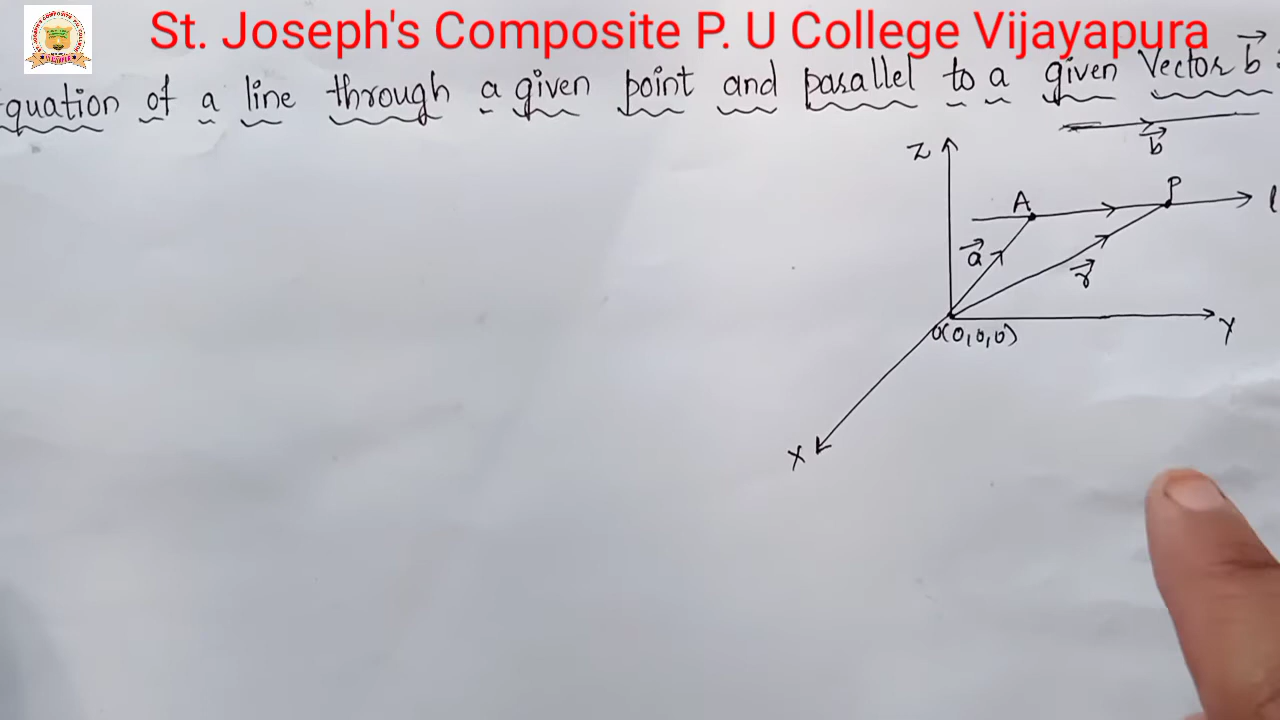 St. Joseph's Composite P. U College Vijayapura
quation of a line through a given point and parallel to a given Vector b⃗ :
b⃗
Z
A
P
l
a⃗
r⃗
O(0,0,0)
Y
X